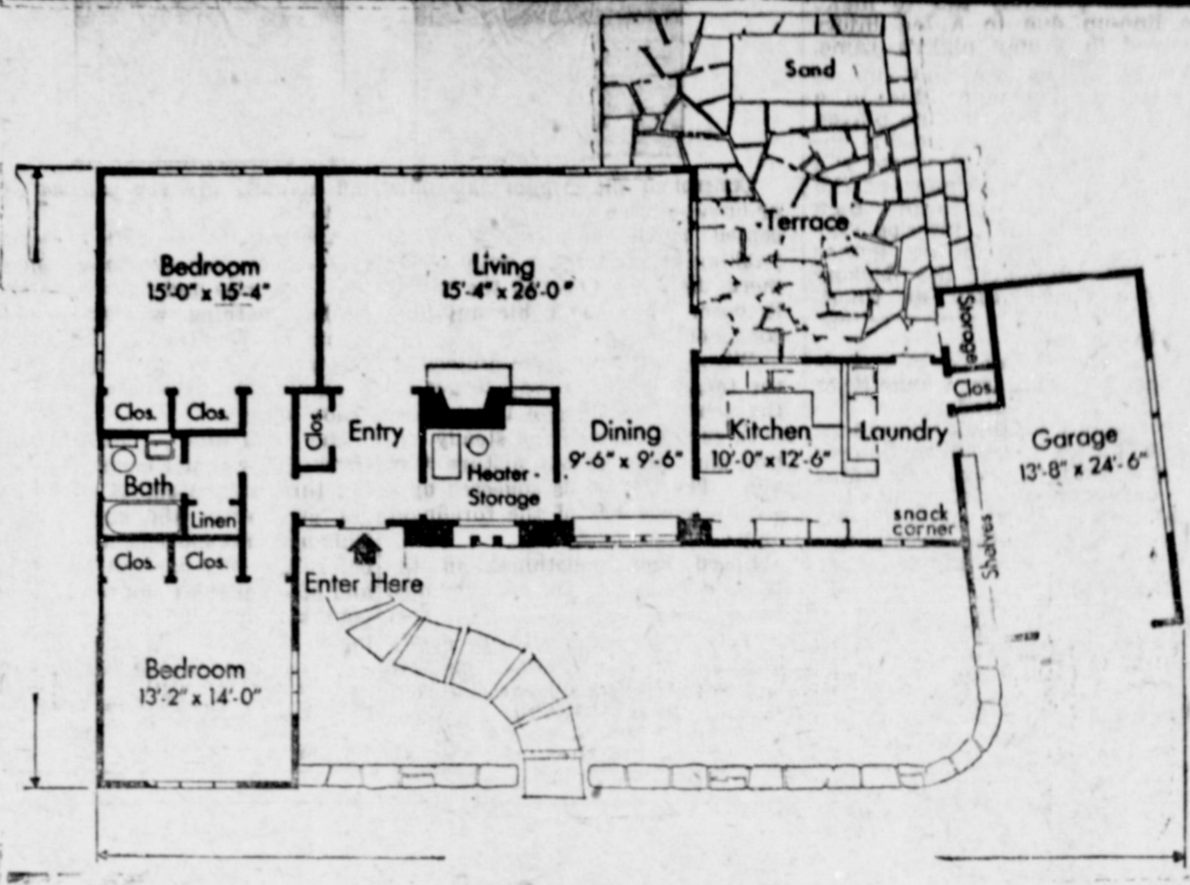 Sand
Terrace
Bedroom
15'-0" x 15'-4"
Living
15'-4" x 26'-0"
Storage
Clos.
Clos.
Clos.
Clos.
Entry
Heater
Storage
Dining
9'-6" x 9'-6"
Kitchen
10'-0" x 12'-6"
Laundry
Garage
13'-8" x 24'-6"
Bath
Linen
snack
corner
Shelves
Clos.
Clos.
Enter Here
Bedroom
13'-2" x 14'-0"